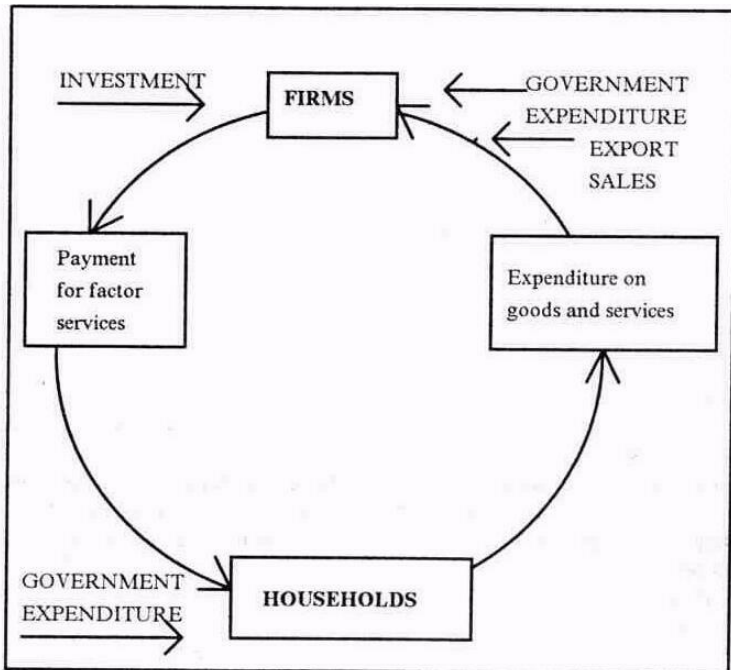 INVESTMENT
FIRMS
GOVERNMENT
EXPENDITURE
EXPORT
SALES
Payment
for factor
services
Expenditure on
goods and services
GOVERNMENT
EXPENDITURE
HOUSEHOLDS